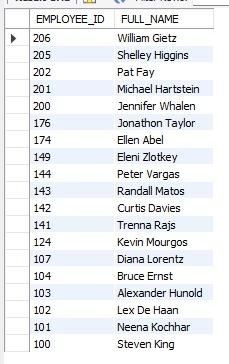 EMPLOYEE_ID FULL_NAME
206 William Gietz
205 Shelley Higgins
202 Pat Fay
201 Michael Hartstein
200 Jennifer Whalen
176 Jonathon Taylor
174 Ellen Abel
149 Eleni Zlotkey
144 Peter Vargas
143 Randall Matos
142 Curtis Davies
141 Trenna Rajs
124 Kevin Mourgos
107 Diana Lorentz
104 Bruce Ernst
103 Alexander Hunold
102 Lex De Haan
101 Neena Kochhar
100 Steven King